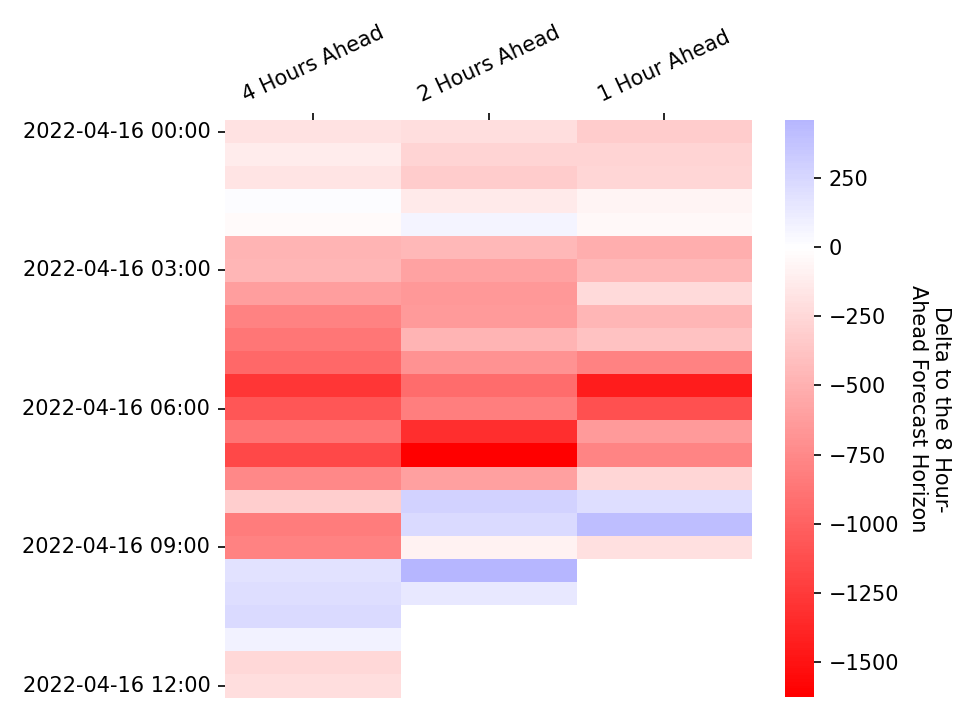 4 Hours Ahead
2 Hours Ahead
1 Hour Ahead
2022-04-16 00:00
2022-04-16 03:00
2022-04-16 06:00
2022-04-16 09:00
2022-04-16 12:00
250
0
−250
−500
−750
−1000
−1250
−1500
Delta to the 8 Hour-
Ahead Forecast Horizon